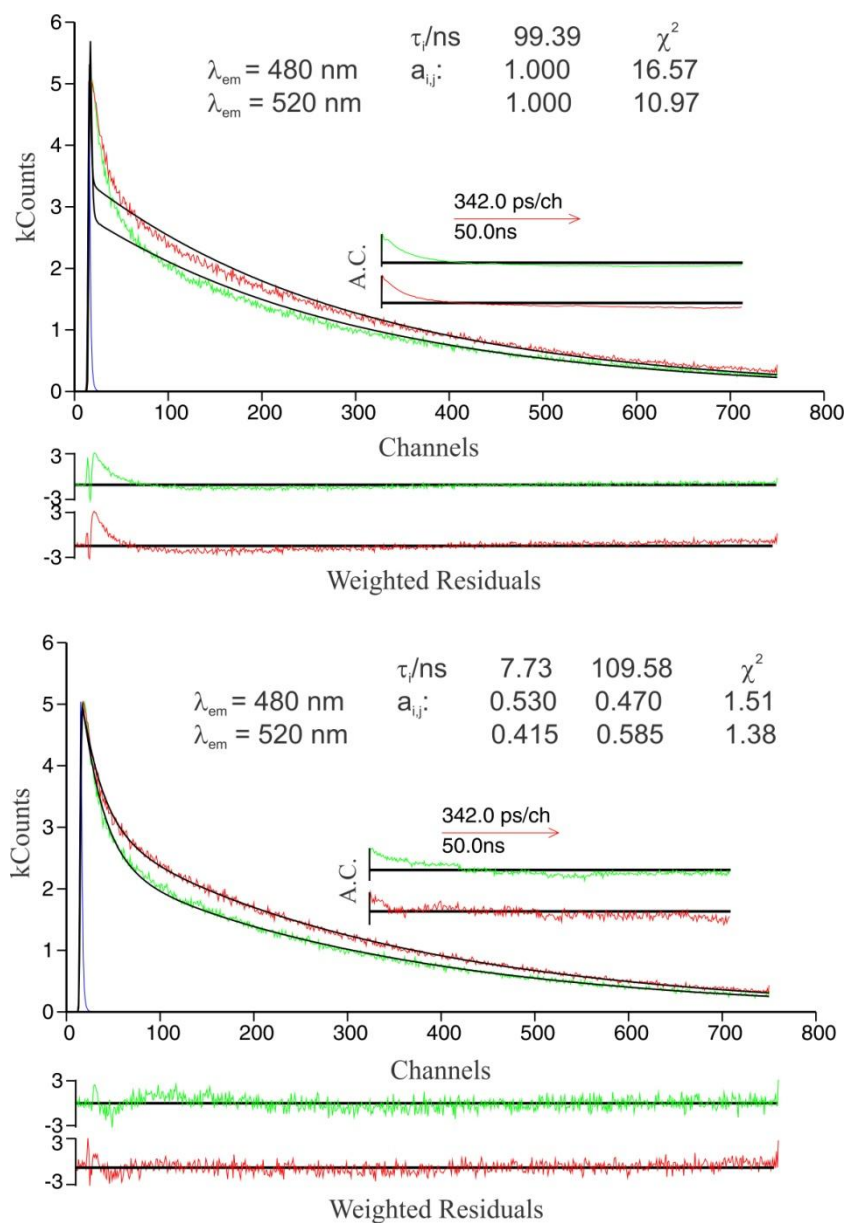 6
5
4
3
2
1
0
kCounts
τi/ns 99.39 χ²
λem = 480 nm ai,j: 1.000 16.57
λem = 520 nm 1.000 10.97
342.0 ps/ch
50.0ns
A.C.
0 100 200 300 400 500 600 700 800
Channels
3
-3
3
-3
Weighted Residuals
6
5
4
3
2
1
0
kCounts
τi/ns 7.73 109.58 χ²
λem = 480 nm ai,j: 0.530 0.470 1.51
λem = 520 nm 0.415 0.585 1.38
342.0 ps/ch
50.0ns
A.C.
0 100 200 300 400 500 600 700 800
Channels
3
-3
3
-3
Weighted Residuals